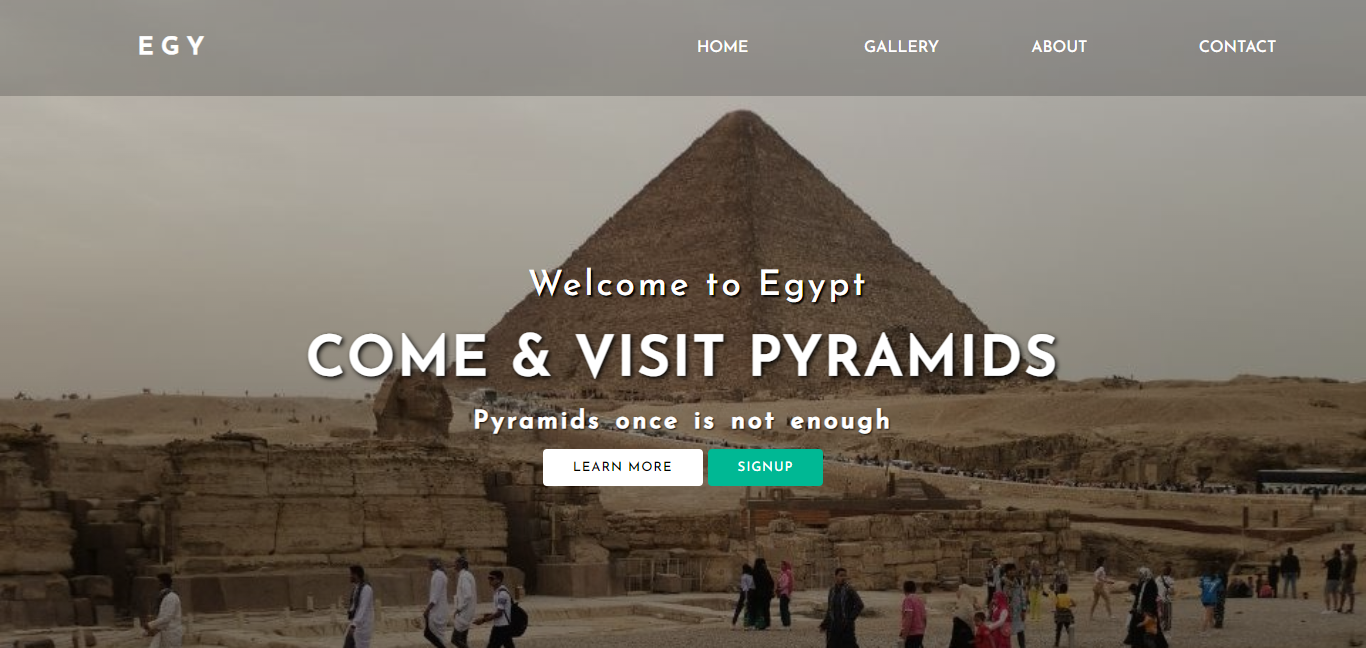 EGY
HOME GALLERY ABOUT CONTACT
Welcome to Egypt
COME & VISIT PYRAMIDS
Pyramids once is not enough
LEARN MORE SIGNUP